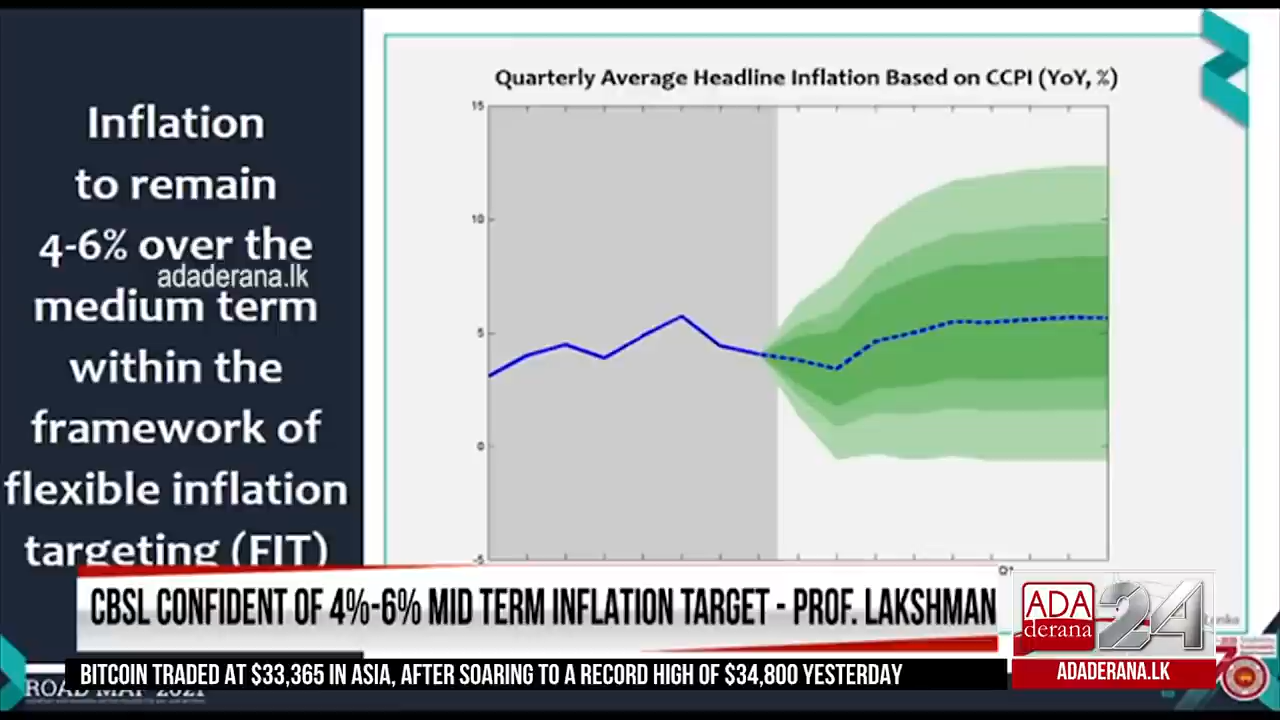 Inflation
to remain
4-6% over the
adaderana.lk
medium term
within the
framework of
flexible inflation
targeting (FIT)
Quarterly Average Headline Inflation Based on CCPI (YoY, %)
15
10
5
0
-5
CBSL CONFIDENT OF 4%-6% MID TERM INFLATION TARGET - PROF. LAKSHMAN
ADA
derana
24
BITCOIN TRADED AT $33,365 IN ASIA, AFTER SOARING TO A RECORD HIGH OF $34,800 YESTERDAY
ADADERANA.LK
ROAD MAP 2021